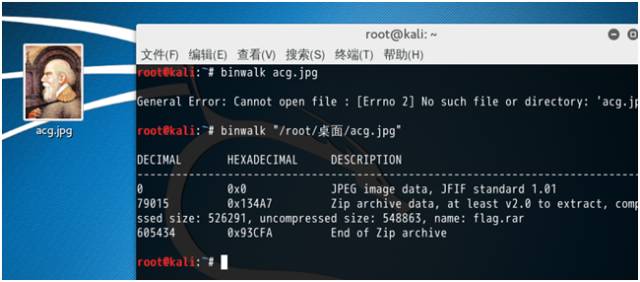 root@kali: ~
文件(F) 编辑(E) 查看(V) 搜索(S) 终端(T) 帮助(H)
root@kali:~# binwalk acg.jpg
General Error: Cannot open file : [Errno 2] No such file or directory: 'acg.jp
root@kali:~# binwalk "/root/桌面/acg.jpg"
DECIMAL HEXADECIMAL DESCRIPTION
--------------------------------------------------------------------------------
0 0x0 JPEG image data, JFIF standard 1.01
79015 0x134A7 Zip archive data, at least v2.0 to extract, comp
ssed size: 526291, uncompressed size: 548863, name: flag.rar
605434 0x93CFA End of Zip archive
root@kali:~#
acg.jpg